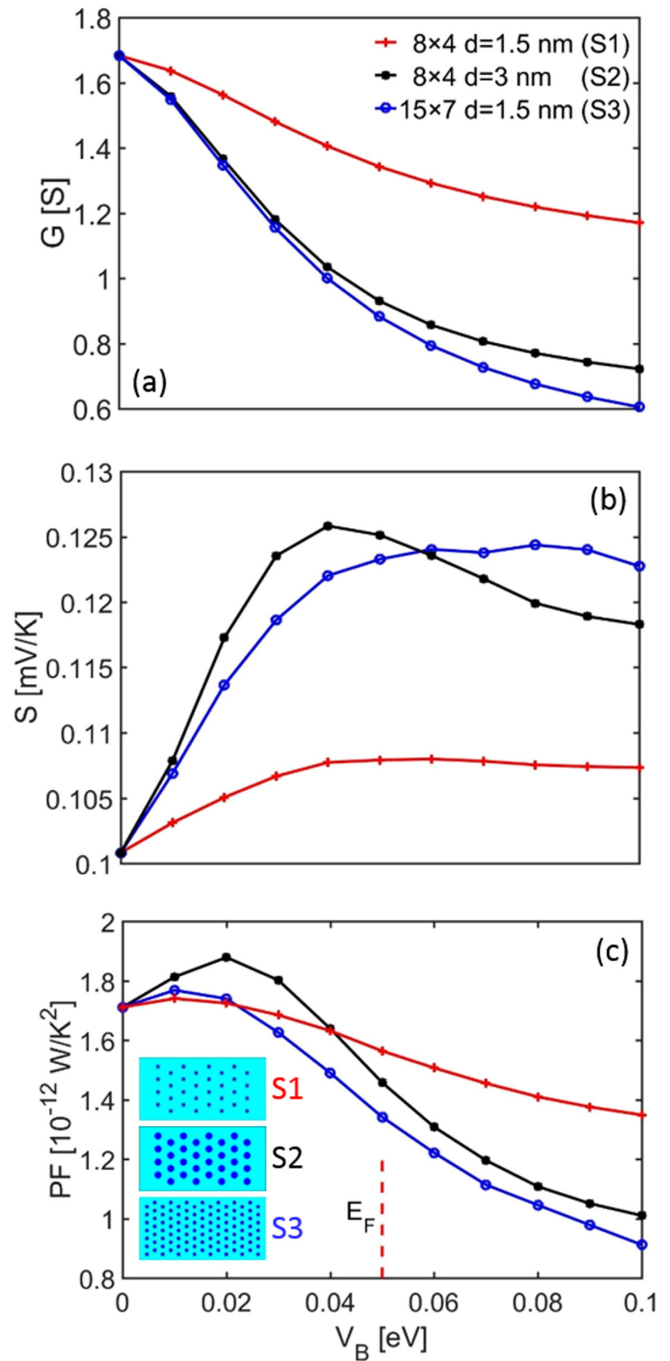 1.8
1.6
1.4
1.2
1
0.8
0.6
G [S]
8×4 d=1.5 nm (S1)
8×4 d=3 nm (S2)
15×7 d=1.5 nm (S3)
(a)
0.13
0.125
0.12
0.115
0.11
0.105
0.1
S [mV/K]
(b)
2
1.8
1.6
1.4
1.2
1
0.8
PF [10⁻¹² W/K²]
(c)
S1
S2
S3
E_F
0 0.02 0.04 0.06 0.08 0.1
V_B [eV]